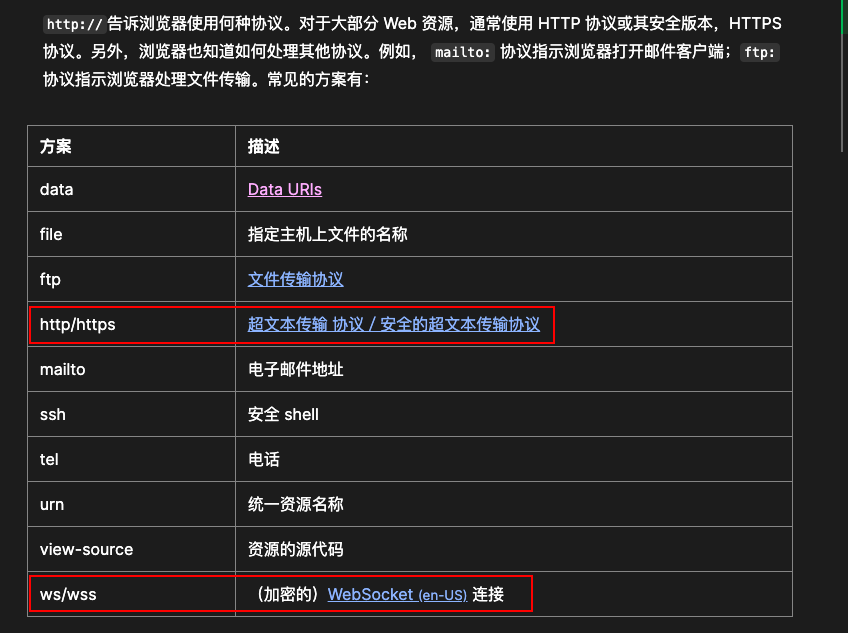 http:// 告诉浏览器使用何种协议。对于大部分 Web 资源，通常使用 HTTP 协议或其安全版本，HTTPS
协议。另外，浏览器也知道如何处理其他协议。例如， mailto: 协议指示浏览器打开邮件客户端；ftp:
协议指示浏览器处理文件传输。常见的方案有：
方案 描述
data Data URIs
file 指定主机上文件的名称
ftp 文件传输协议
http/https 超文本传输 协议 / 安全的超文本传输协议
mailto 电子邮件地址
ssh 安全 shell
tel 电话
urn 统一资源名称
view-source 资源的源代码
ws/wss （加密的）WebSocket (en-US) 连接